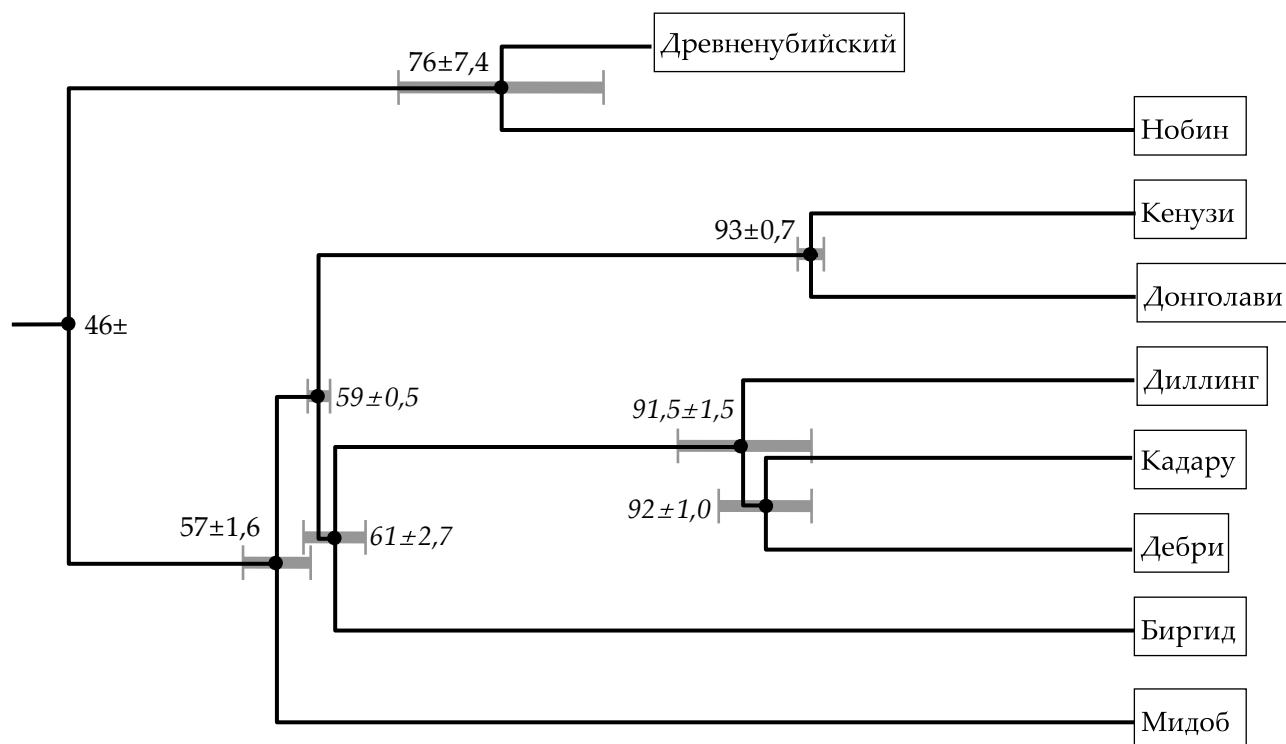 76±7,4
Древненубийский
Нобин
Кенузи
93±0,7
Донголави
46±
Диллинг
59±0,5
91,5±1,5
Кадару
92±1,0
57±1,6
61±2,7
Дебри
Биргид
Мидоб